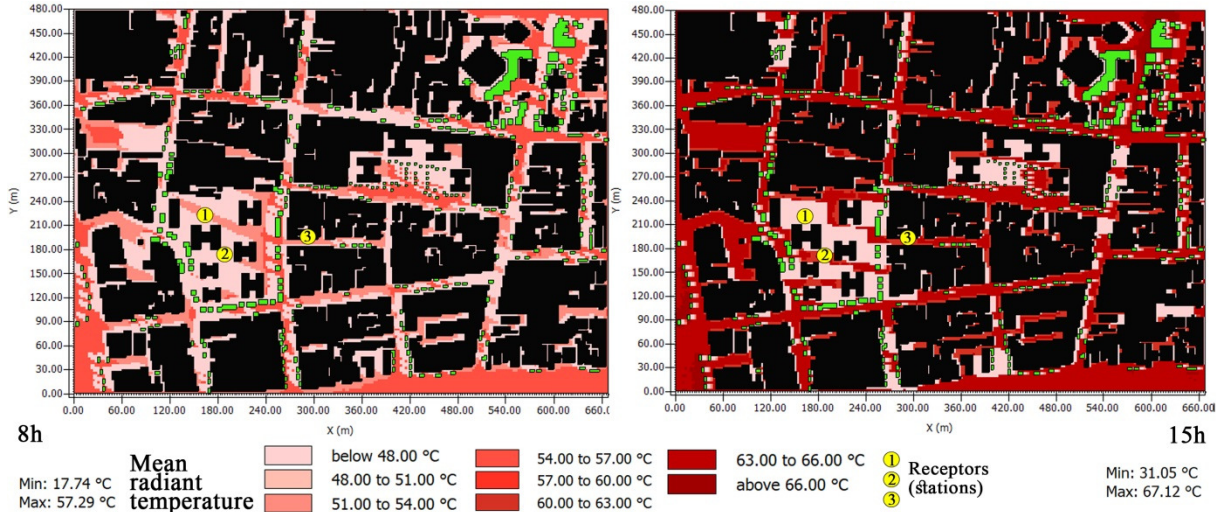 480.00
450.00
420.00
390.00
360.00
330.00
300.00
270.00
240.00
210.00
180.00
150.00
120.00
90.00
60.00
30.00
0.00
Y (m)
0.00 60.00 120.00 180.00 240.00 300.00 360.00 420.00 480.00 540.00 600.00 660.0
X (m)
1
2
3
480.00
450.00
420.00
390.00
360.00
330.00
300.00
270.00
240.00
210.00
180.00
150.00
120.00
90.00
60.00
30.00
0.00
Y (m)
0.00 60.00 120.00 180.00 240.00 300.00 360.00 420.00 480.00 540.00 600.00 660.0
X (m)
1
2
3
8h
15h
Min: 17.74 °C
Max: 57.29 °C
Mean
radiant
temperature
below 48.00 °C
48.00 to 51.00 °C
51.00 to 54.00 °C
54.00 to 57.00 °C
57.00 to 60.00 °C
60.00 to 63.00 °C
63.00 to 66.00 °C
above 66.00 °C
1
2
3
Receptors
(stations)
Min: 31.05 °C
Max: 67.12 °C